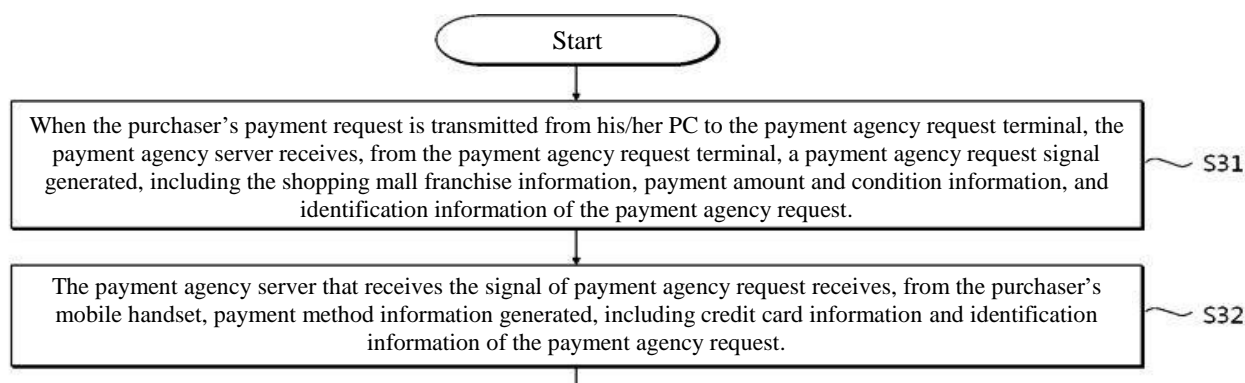 Start
When the purchaser’s payment request is transmitted from his/her PC to the payment agency request terminal, the
payment agency server receives, from the payment agency request terminal, a payment agency request signal
generated, including the shopping mall franchise information, payment amount and condition information, and
identification information of the payment agency request.
S31
The payment agency server that receives the signal of payment agency request receives, from the purchaser’s
mobile handset, payment method information generated, including credit card information and identification
information of the payment agency request.
S32